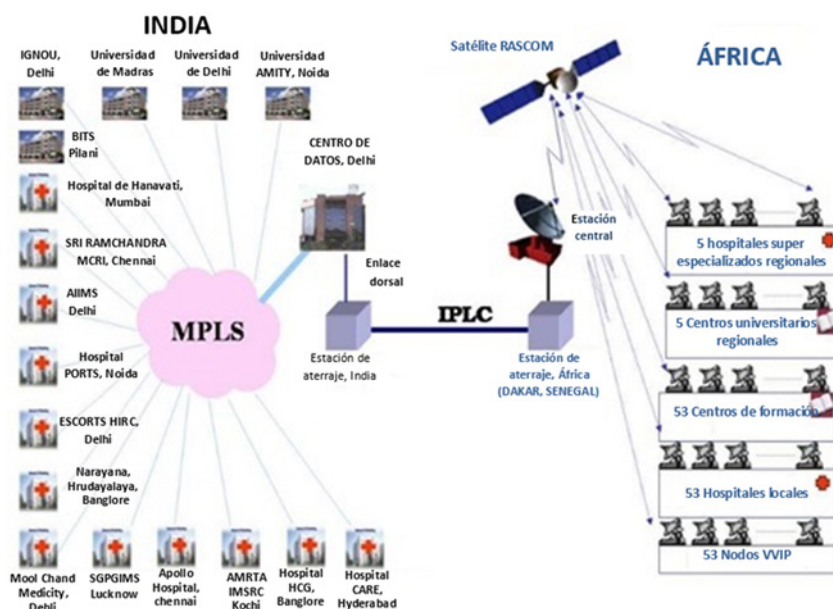 INDIA
IGNOU,
Delhi
Universidad
de Madras
Universidad
de Delhi
Universidad
AMITY, Noida
BITS
Pilani
Hospital de Hanavati,
Mumbai
SRI RAMCHANDRA
MCRI, Chennai
AIIMS
Delhi
Hospital
PORTS, Noida
ESCORTS HIRC,
Delhi
Narayana,
Hrudayalaya,
Banglore
Mool Chand
Medicity,
Delhi
SGPGIMS
Lucknow
Apollo
Hospital,
chennai
AMRTA
IMSRC
Kochi
Hospital
HCG,
Banglore
Hospital
CARE,
Hyderabad
MPLS
CENTRO DE
DATOS, Delhi
Enlace
dorsal
Estación de
aterraje, India
IPLC
Estación de
aterraje, África
(DAKAR, SENEGAL)
Estación
central
Satélite RASCOM
ÁFRICA
5 hospitales super
especializados regionales
5 Centros universitarios
regionales
53 Centros de formación
53 Hospitales locales
53 Nodos VVIP